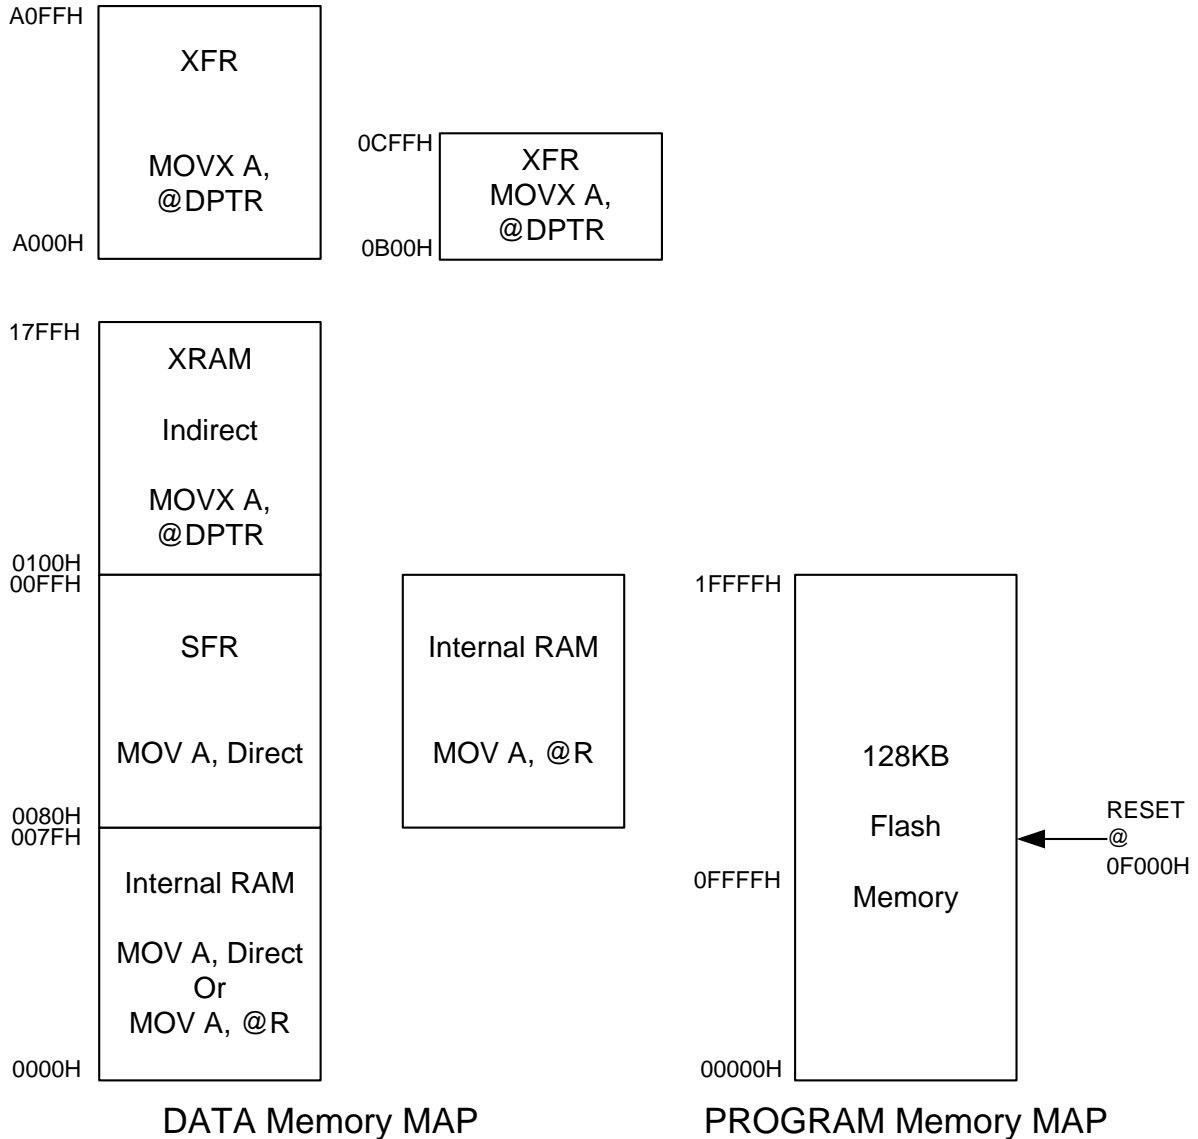 A0FFH
XFR
MOVX A,
@DPTR
A000H
0CFFH
XFR
MOVX A,
@DPTR
0B00H
17FFH
XRAM
Indirect
MOVX A,
@DPTR
0100H
00FFH
SFR
MOV A, Direct
0080H
007FH
Internal RAM
MOV A, Direct
Or
MOV A, @R
0000H
Internal RAM
MOV A, @R
DATA Memory MAP
1FFFFH
128KB
Flash
Memory
0FFFFH
00000H
RESET
@
0F000H
PROGRAM Memory MAP